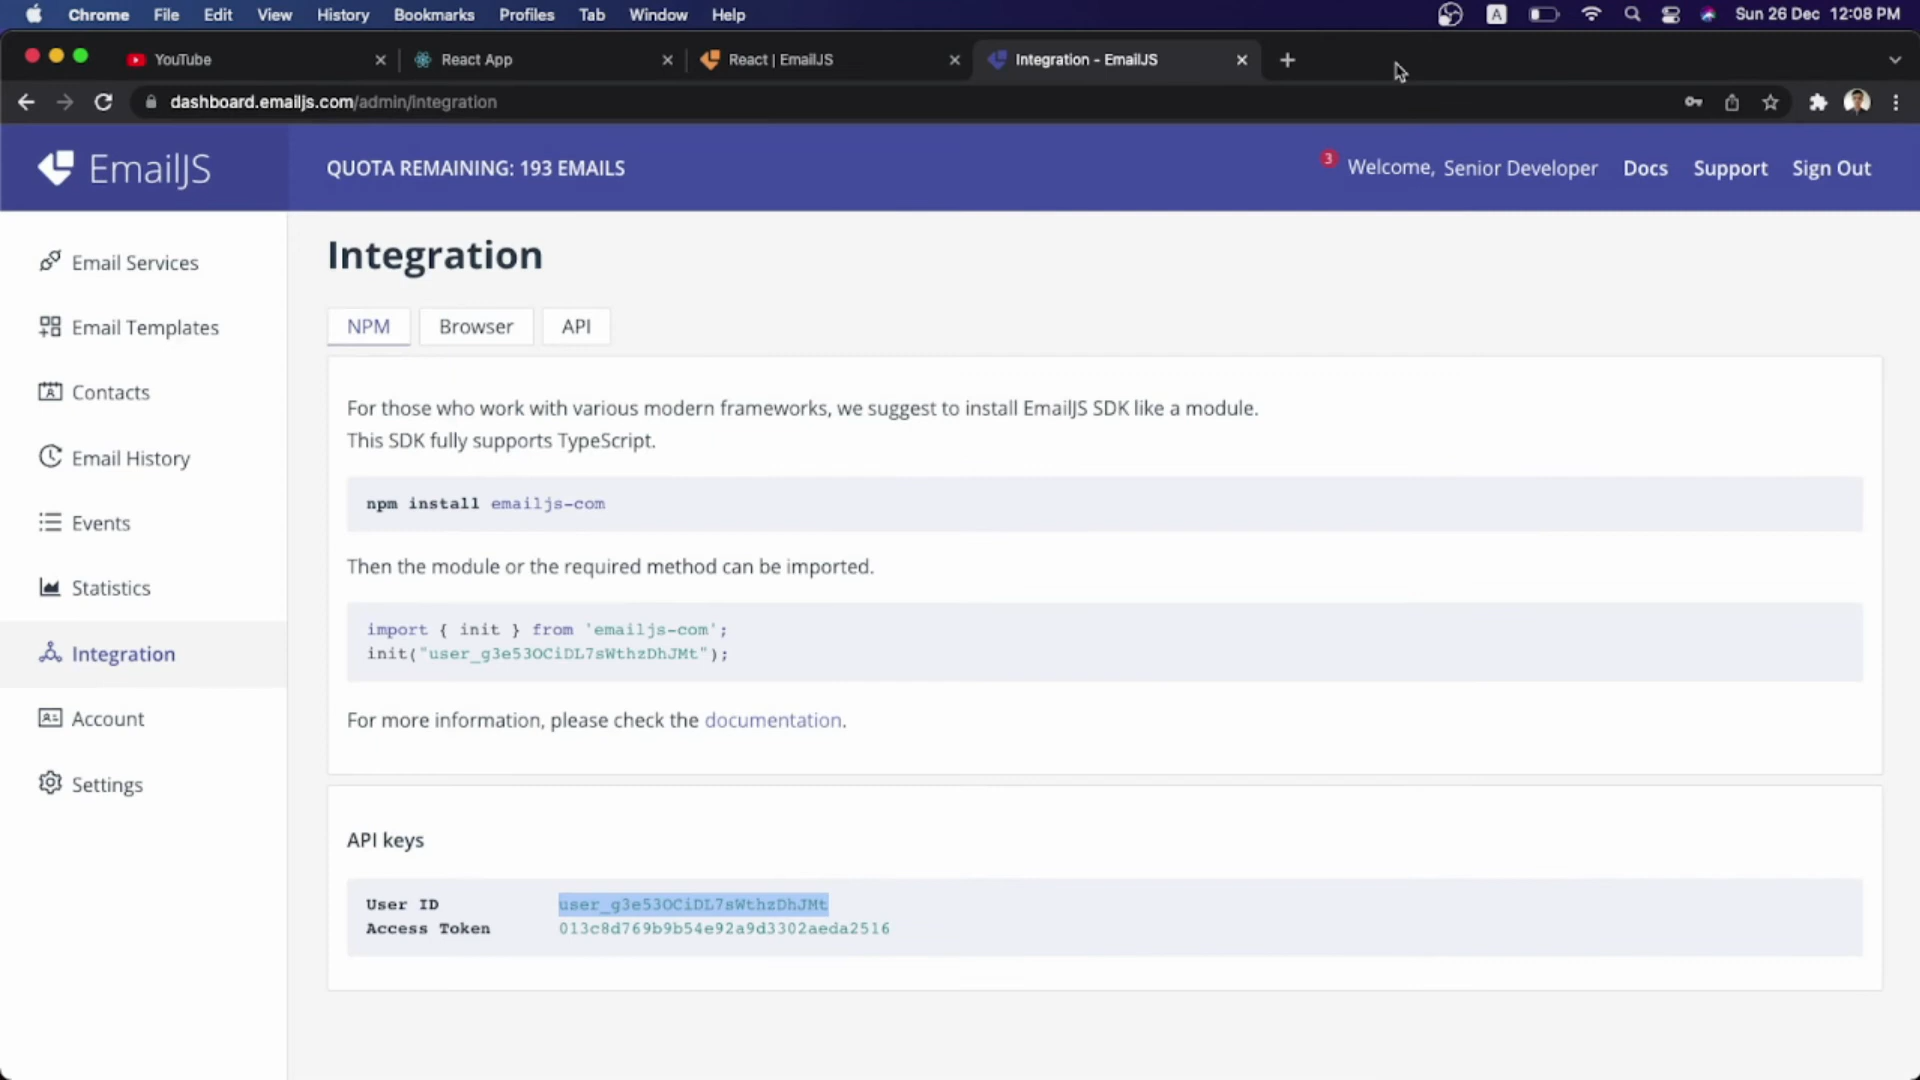 Chrome File Edit View History Bookmarks Profiles Tab Window Help A Sun 26 Dec 12:08 PM
YouTube React App React | EmailJS Integration - EmailJS
dashboard.emailjs.com/admin/integration
EmailJS QUOTA REMAINING: 193 EMAILS 3 Welcome, Senior Developer Docs Support Sign Out
Email Services
Email Templates
Contacts
Email History
Events
Statistics
Integration
Account
Settings
Integration
NPM Browser API
For those who work with various modern frameworks, we suggest to install EmailJS SDK like a module.
This SDK fully supports TypeScript.
npm install emailjs-com
Then the module or the required method can be imported.
import { init } from 'emailjs-com';
init("user_g3e53OCiDL7sWthzDhJMt");
For more information, please check the documentation.
API keys
User ID user_g3e53OCiDL7sWthzDhJMt
Access Token 013c8d769b9b54e92a9d3302aeda2516